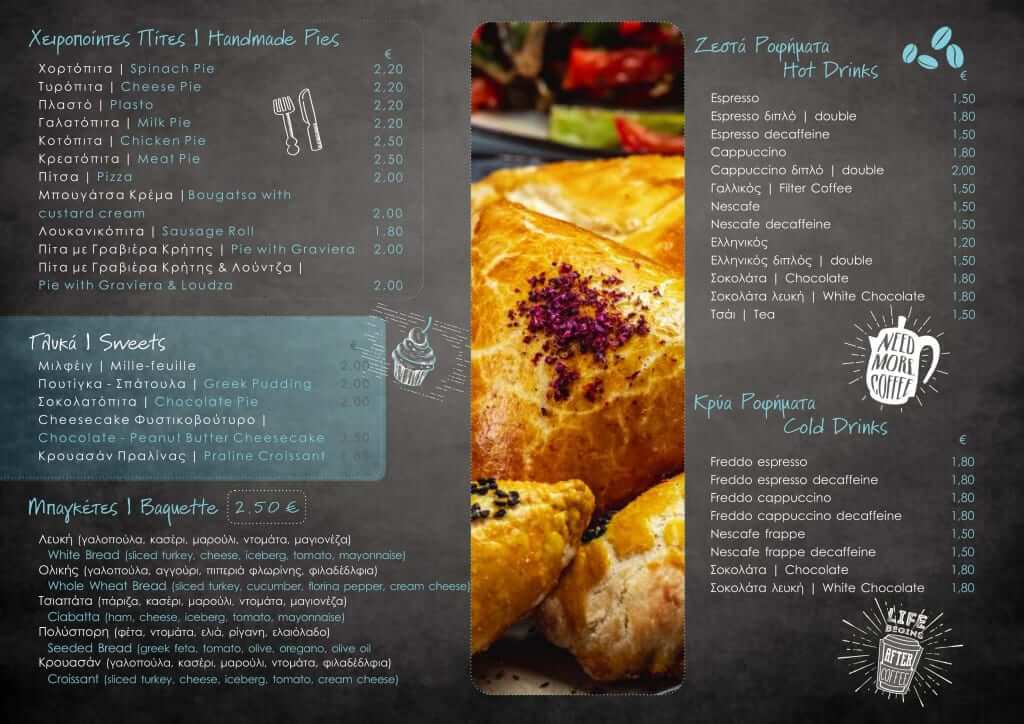 Χειροποίητες Πίτες | Handmade Pies
€
Χορτόπιτα | Spinach Pie 2,20
Τυρόπιτα | Cheese Pie 2,20
Πλαστό | Plasto 2,20
Γαλατόπιτα | Milk Pie 2,20
Κοτόπιτα | Chicken Pie 2,50
Κρεατόπιτα | Meat Pie 2,50
Πίτσα | Pizza 2,00
Μπουγάτσα Κρέμα | Bougatsa with
custard cream 2,00
Λουκανικόπιτα | Sausage Roll 1,80
Πίτα με Γραβιέρα Κρήτης | Pie with Graviera 2,00
Πίτα με Γραβιέρα Κρήτης & Λούντζα |
Pie with Graviera & Loudza 2,00
Γλυκά | Sweets
€
Μιλφέιγ | Mille-feuille 2,00
Πουτίγκα - Σπάτουλα | Greek Pudding 2,00
Σοκολατόπιτα | Chocolate Pie 2,00
Cheesecake Φυστικοβούτυρο |
Chocolate - Peanut Butter Cheesecake
Κρουασάν Πραλίνας | Praline Croissant
Μπαγκέτες | Baguette 2.50 €
Λευκή (γαλοπούλα, κασέρι, μαρούλι, ντομάτα, μαγιονέζα)
White Bread (sliced turkey, cheese, iceberg, tomato, mayonnaise)
Ολικής (γαλοπούλα, αγγούρι, πιπεριά φλωρίνης, φιλαδέλφια)
Whole Wheat Bread (sliced turkey, cucumber, floring pepper, cream cheese)
Τσιαπάτα (πάριζα, κασέρι, μαρούλι, ντομάτα, μαγιονέζα)
Ciabatta (ham, cheese, iceberg, tomato, mayonnaise)
Πολύσπορη (φέτα, ντομάτα, ελιά, ρίγανη, ελαιόλαδο)
Seeded Bread (greek feta, tomato, olive, oregano, olive oil
Κρουασάν (γαλοπούλα, κασέρι, μαρούλι, ντομάτα, φιλαδέλφια)
Croissant (sliced turkey, cheese, iceberg, tomato, cream cheese)
Ζεστά Ροφήματα
Hot Drinks
€
Espresso 1,50
Espresso διπλό | double 1,80
Espresso decaffeine 1,50
Cappuccino 1,80
Cappuccino διπλό | double 2,00
Γαλλικός | Filter Coffee 1,50
Nescafe 1,50
Nescafe decaffeine 1,50
Ελληνικός 1,20
Ελληνικός διπλός | double 1,50
Σοκολάτα | Chocolate 1,80
Σοκολάτα λευκή | White Chocolate 1,80
Τσάι | Tea 1,50
NEED
MORE
COFFEE
Κρύα Ροφήματα
Cold Drinks
€
Freddo espresso 1,80
Freddo espresso decaffeine 1,80
Freddo cappuccino 1,80
Freddo cappuccino decaffeine 1,80
Nescafe frappe 1,50
Nescafe frappe decaffeine 1,50
Σοκολάτα | Chocolate 1,80
Σοκολάτα λευκή | White Chocolate 1,80
LIFE
BEGINS
AFTER
COFFEE